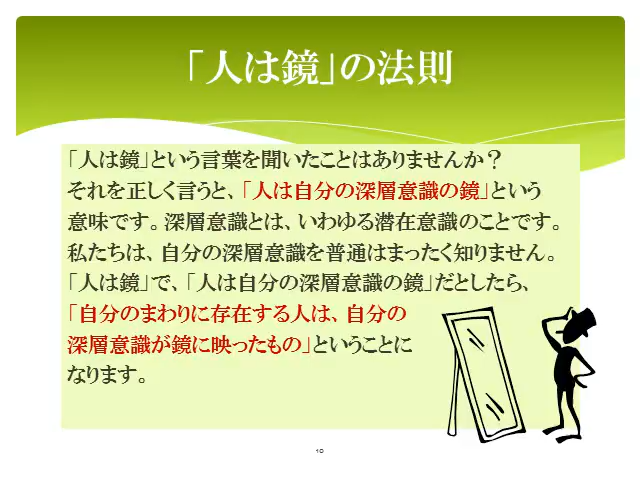 「人は鏡」の法則
「人は鏡」という言葉を聞いたことはありませんか？
それを正しく言うと、「人は自分の深層意識の鏡」という
意味です。深層意識とは、いわゆる潜在意識のことです。
私たちは、自分の深層意識を普通はまったく知りません。
「人は鏡」で、「人は自分の深層意識の鏡」だとしたら、
「自分のまわりに存在する人は、自分の
深層意識が鏡に映ったもの」ということに
なります。
10